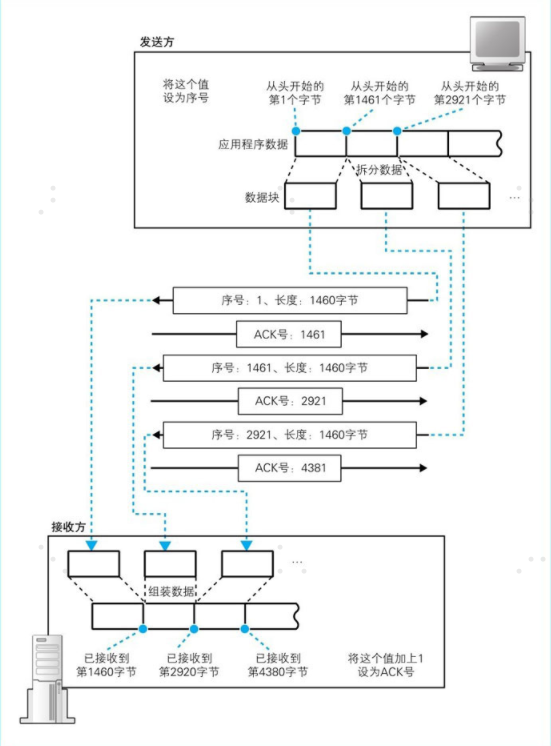 发送方
将这个值
设为序号
从头开始的
第1个字节
从头开始的
第1461个字节
从头开始的
第2921个字节
应用程序数据
拆分数据
数据块
…
序号：1、长度：1460字节
ACK号：1461
序号：1461、长度：1460字节
ACK号：2921
序号：2921、长度：1460字节
ACK号：4381
接收方
…
组装数据
已接收到
第1460字节
已接收到
第2920字节
已接收到
第4380字节
将这个值加上1
设为ACK号